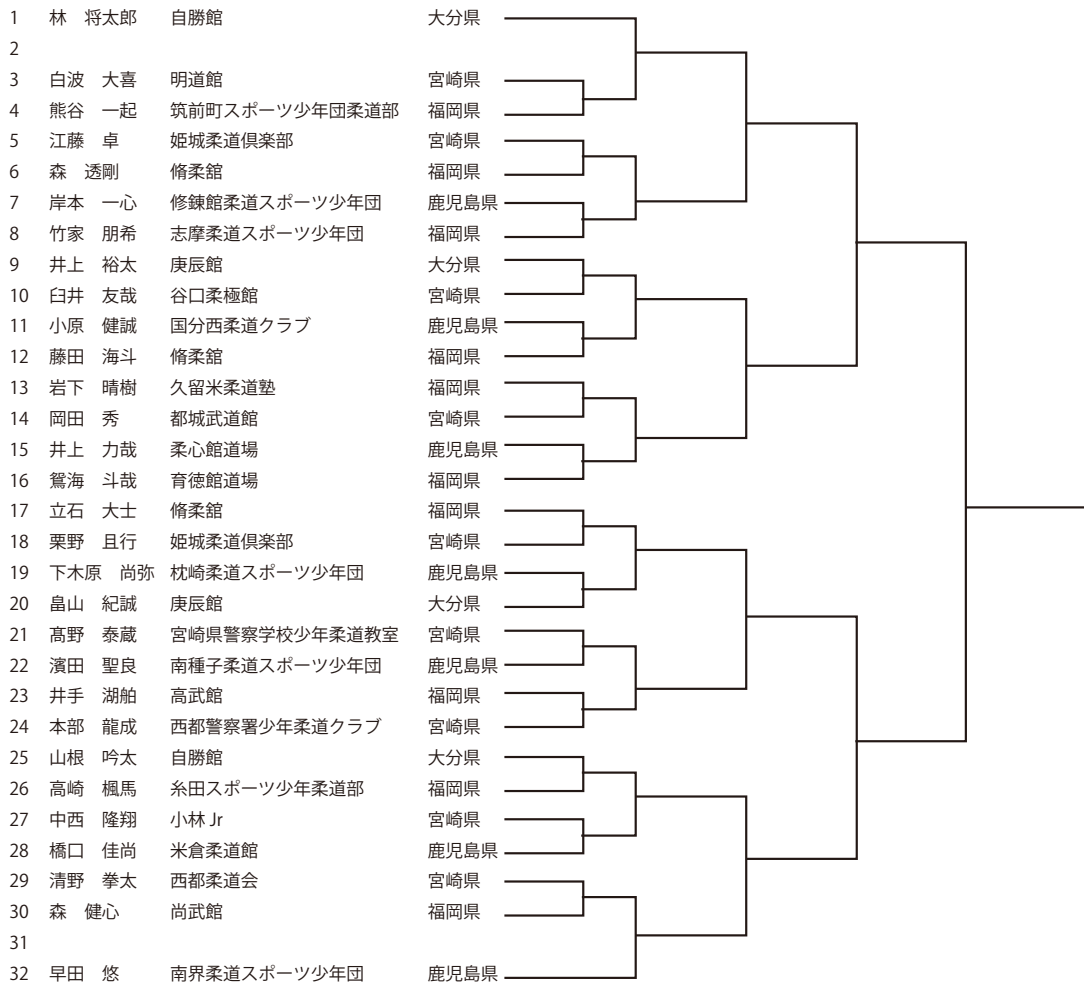 1 林　将太郎 自勝館 大分県
2
3 白波　大喜 明道館 宮崎県
4 熊谷　一起 筑前町スポーツ少年団柔道部 福岡県
5 江藤　卓 姫城柔道倶楽部 宮崎県
6 森　透剛 脩柔舘 福岡県
7 岸本　一心 修錬館柔道スポーツ少年団 鹿児島県
8 竹家　朋希 志摩柔道スポーツ少年団 福岡県
9 井上　裕太 庚辰館 大分県
10 臼井　友哉 谷口柔極館 宮崎県
11 小原　健誠 国分西柔道クラブ 鹿児島県
12 藤田　海斗 脩柔舘 福岡県
13 岩下　晴樹 久留米柔道塾 福岡県
14 岡田　秀 都城武道館 宮崎県
15 井上　力哉 柔心館道場 鹿児島県
16 鴛海　斗哉 育徳館道場 福岡県
17 立石　大士 脩柔舘 福岡県
18 栗野　且行 姫城柔道倶楽部 宮崎県
19 下木原　尚弥 枕崎柔道スポーツ少年団 鹿児島県
20 畠山　紀誠 庚辰館 大分県
21 髙野　泰蔵 宮崎県警察学校少年柔道教室 宮崎県
22 濱田　聖良 南種子柔道スポーツ少年団 鹿児島県
23 井手　湖舶 高武館 福岡県
24 本部　龍成 西都警察署少年柔道クラブ 宮崎県
25 山根　吟太 自勝館 大分県
26 高崎　楓馬 糸田スポーツ少年柔道部 福岡県
27 中西　隆翔 小林 Jr 宮崎県
28 橋口　佳尚 米倉柔道館 鹿児島県
29 清野　拳太 西都柔道会 宮崎県
30 森　健心 尚武館 福岡県
31
32 早田　悠 南界柔道スポーツ少年団 鹿児島県